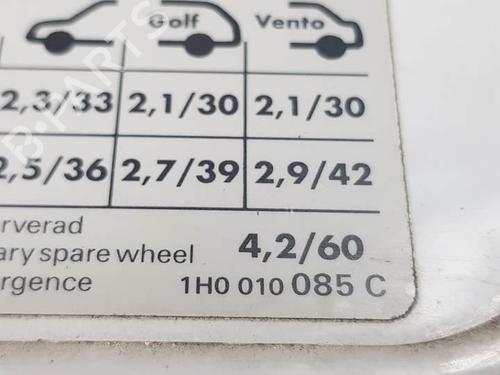 Golf Vento
2,3/33 2,1/30 2,1/30
2,5/36 2,7/39 2,9/42
erverad
ary spare wheel 4,2/60
rgence 1H0 010 085 C